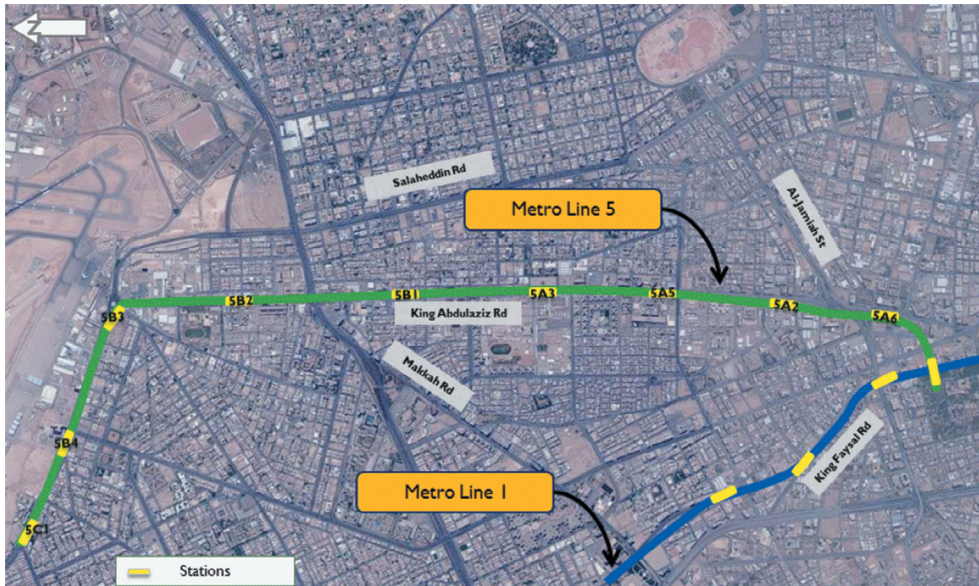 N
Salaheddin Rd
Metro Line 5
Al-Jamiah St
5B3
5B2
5B1
5A3
5A5
5A2
5A6
King Abdulaziz Rd
Makkah Rd
5B4
King Faysal Rd
Metro Line 1
5C1
Stations